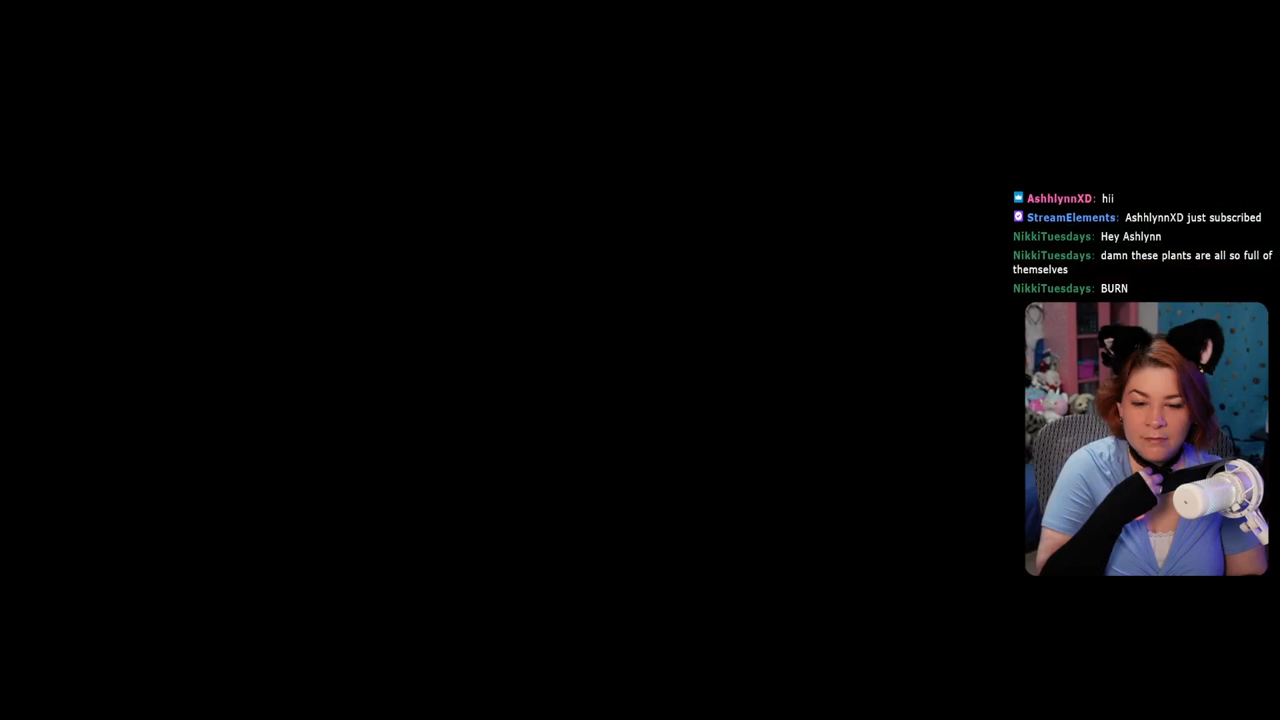 AshhlynnXD: hii
StreamElements: AshhlynnXD just subscribed
NikkiTuesdays: Hey Ashlynn
NikkiTuesdays: damn these plants are all so full of
themselves
NikkiTuesdays: BURN